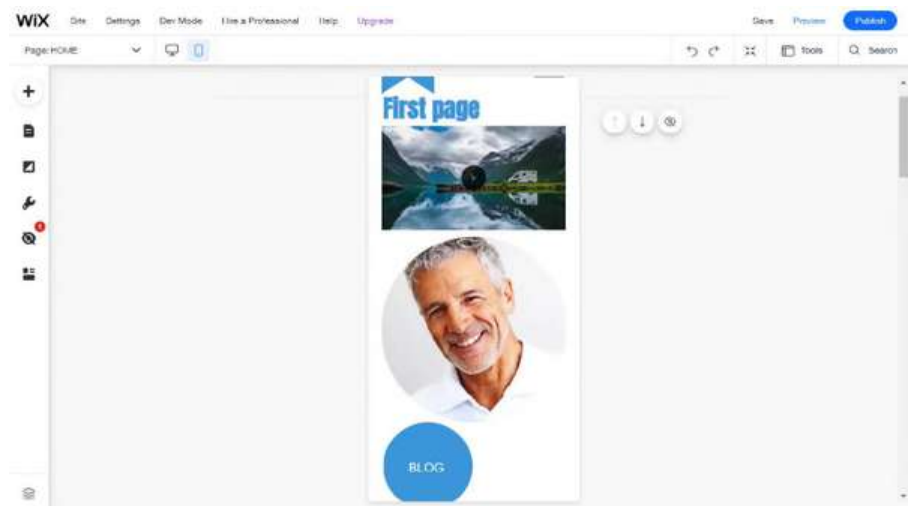 WiX Site Settings Dev Mode Hire a Professional Help Upgrade Save Preview Publish
Page: HOME Tools Search
First page
BLOG